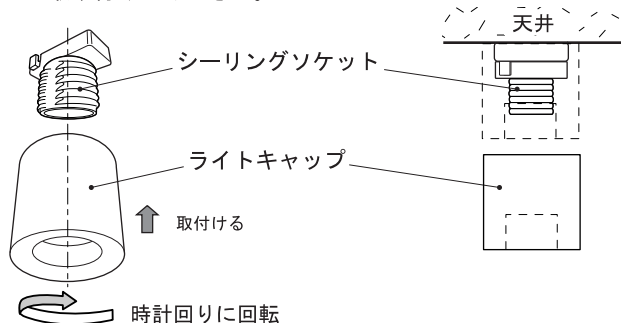 天井
シーリングソケット
ライトキャップ
取付ける
時計回りに回転